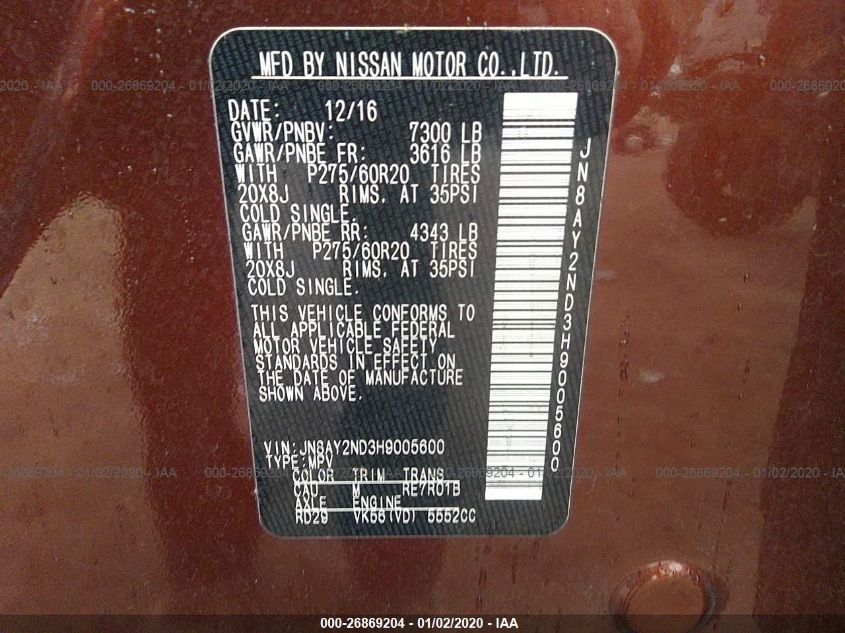 MFD BY NISSAN MOTOR CO.,LTD.
DATE: 12/16
GVWR/PNBV: 7300 LB
GAWR/PNBE FR: 3616 LB
WITH P275/60R20 TIRES
20X8J RIMS, AT 35PSI
COLD SINGLE.
GAWR/PNBE RR: 4343 LB
WITH P275/60R20 TIRES
20X8J RIMS, AT 35PSI
COLD SINGLE.
THIS VEHICLE CONFORMS TO
ALL APPLICABLE FEDERAL
MOTOR VEHICLE SAFETY
STANDARDS IN EFFECT ON
THE DATE OF MANUFACTURE
SHOWN ABOVE.
VIN:JN8AY2ND3H9005600
TYPE:MPV
COLOR TRIM TRANS
CAU M RE7R01B
AXLE ENGINE
RD29 VK56(VD) 5552CC
JN8AY2ND3H9005600
000-26869204 - 01/02/2020 - IAA